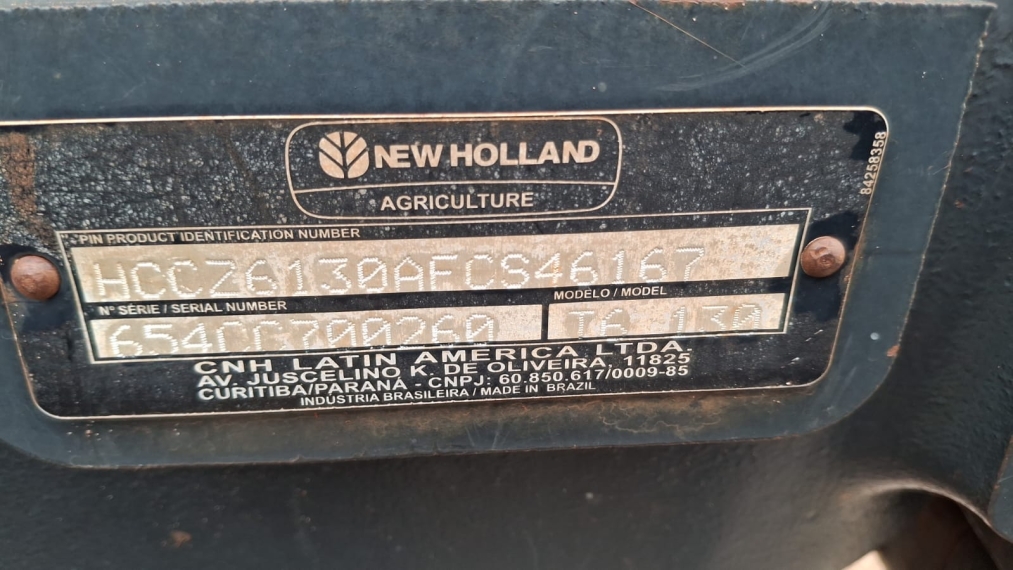 NEW HOLLAND
AGRICULTURE
84258358
PIN PRODUCT IDENTIFICATION NUMBER
HCCZ6130AFCS46167
N° SÉRIE / SERIAL NUMBER
MODELO / MODEL
T6 130
CNH LATIN AMERICA LTDA.
AV. JUSCELINO K. DE OLIVEIRA 11825
CURITIBA/PARANÁ - CNPJ: 60.850.617/0009-85
INDÚSTRIA BRASILEIRA / MADE IN BRAZIL